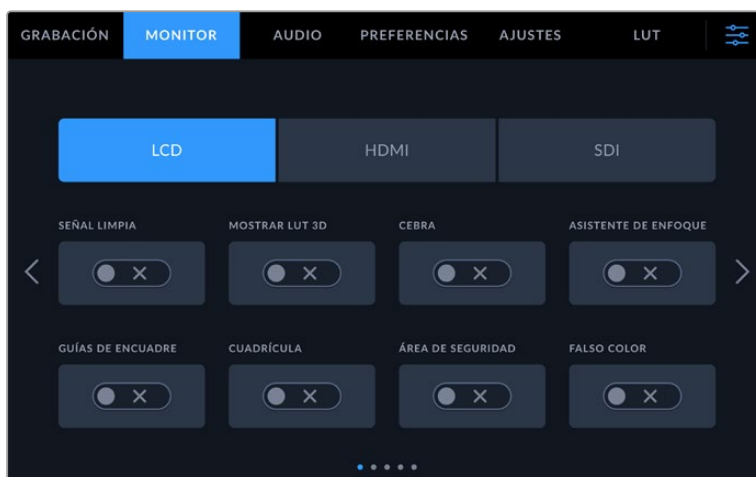 GRABACIÓN MONITOR AUDIO PREFERENCIAS AJUSTES LUT
LCD HDMI SDI
SEÑAL LIMPIA MOSTRAR LUT 3D CEBRA ASISTENTE DE ENFOQUE
GUÍAS DE ENCUADRE CUADRÍCULA ÁREA DE SEGURIDAD FALSO COLOR